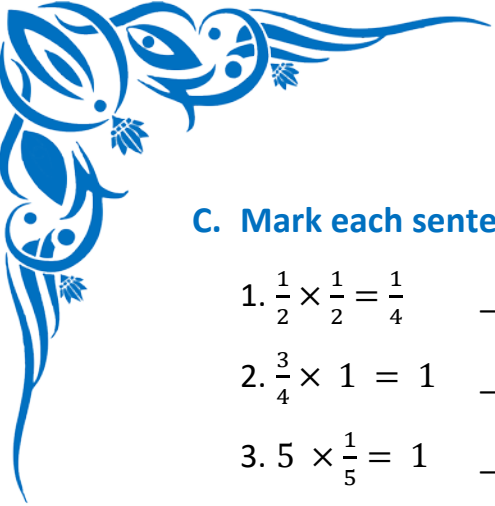 C. Mark each sente
1. 1/2 × 1/2 = 1/4 _
2. 3/4 × 1 = 1 _
3. 5 × 1/5 = 1 _